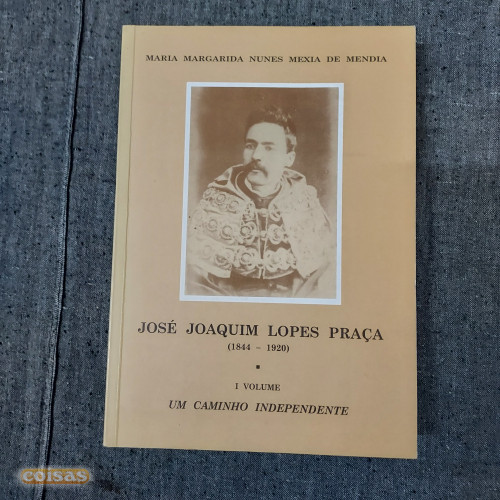 MARIA MARGARIDA NUNES MEXIA DE MENDIA
JOSÉ JOAQUIM LOPES PRAÇA
(1844 - 1920)
I VOLUME
UM CAMINHO INDEPENDENTE
coisas